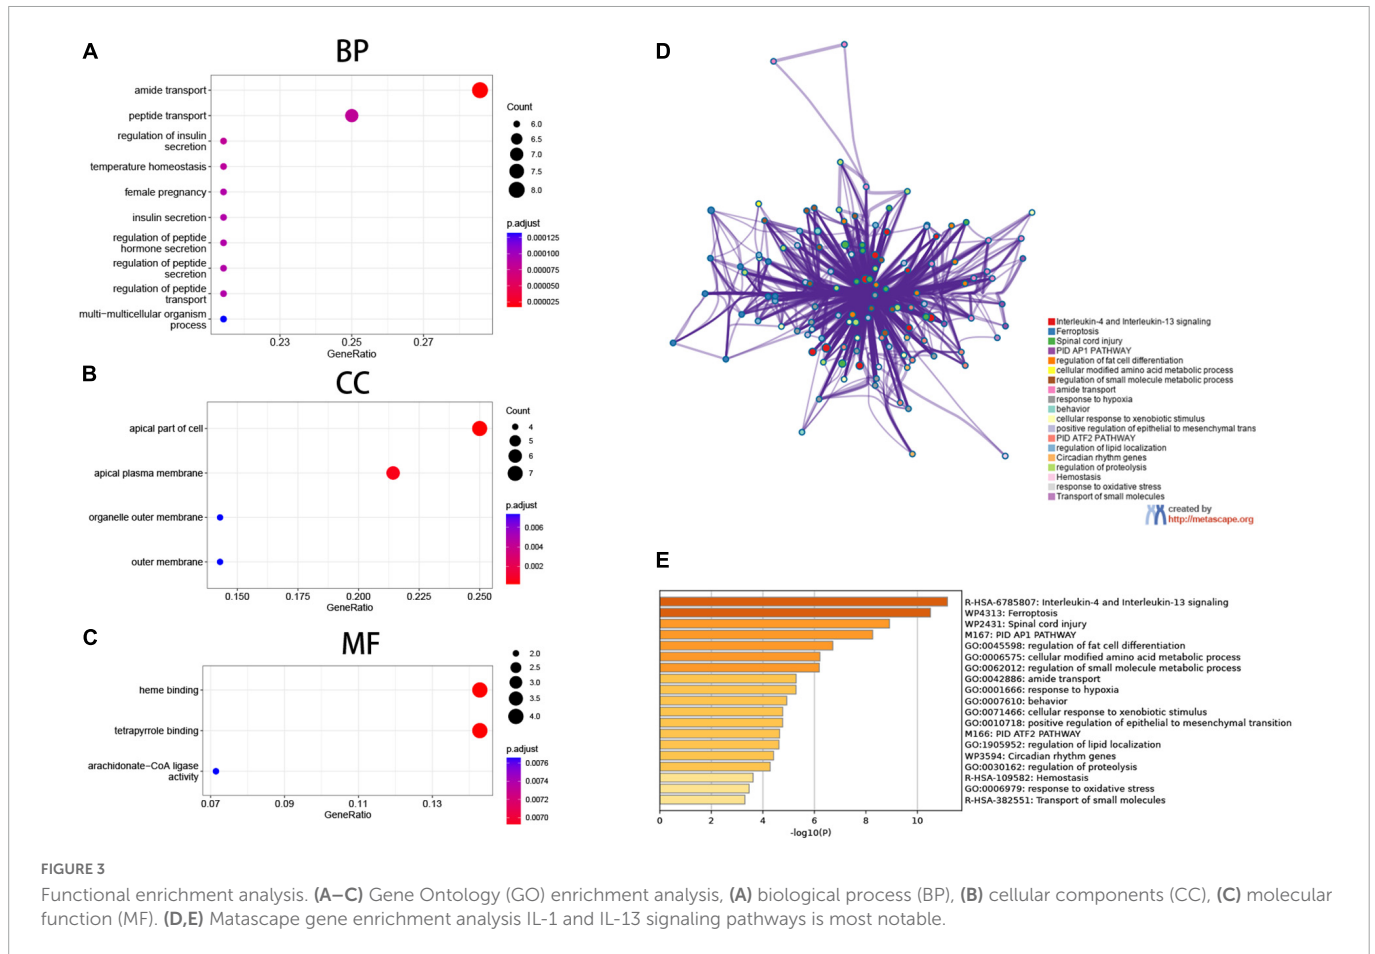 A
BP
amide transport
peptide transport
regulation of insulin
secretion
temperature homeostasis
female pregnancy
insulin secretion
regulation of peptide
hormone secretion
regulation of peptide
secretion
regulation of peptide
transport
multi−multicellular organism
process
0.23
0.25
0.27
GeneRatio
Count
6.0
6.5
7.0
7.5
8.0
p.adjust
0.000125
0.000100
0.000075
0.000050
0.000025
B
CC
apical part of cell
apical plasma membrane
organelle outer membrane
outer membrane
0.150
0.175
0.200
0.225
0.250
GeneRatio
Count
4
5
6
7
p.adjust
0.006
0.004
0.002
C
MF
heme binding
tetrapyrrole binding
arachidonate−CoA ligase
activity
0.07
0.09
0.11
0.13
GeneRatio
2.0
2.5
3.0
3.5
4.0
p.adjust
0.0076
0.0074
0.0072
0.0070
D
Interleukin-4 and Interleukin-13 signaling
Ferroptosis
Spinal cord injury
PID AP1 PATHWAY
regulation of fat cell differentiation
cellular modified amino acid metabolic process
regulation of small molecule metabolic process
amide transport
response to hypoxia
behavior
cellular response to xenobiotic stimulus
positive regulation of epithelial to mesenchymal trans
PID ATF2 PATHWAY
regulation of lipid localization
Circadian rhythm genes
regulation of proteolysis
Hemostasis
response to oxidative stress
Transport of small molecules
created by
http://metascape.org
E
R-HSA-6785807: Interleukin-4 and Interleukin-13 signaling
WP4313: Ferroptosis
WP2431: Spinal cord injury
M167: PID AP1 PATHWAY
GO:0045598: regulation of fat cell differentiation
GO:0006575: cellular modified amino acid metabolic process
GO:0062012: regulation of small molecule metabolic process
GO:0042886: amide transport
GO:0001666: response to hypoxia
GO:0007610: behavior
GO:0071466: cellular response to xenobiotic stimulus
GO:0010718: positive regulation of epithelial to mesenchymal transition
M166: PID ATF2 PATHWAY
GO:1905952: regulation of lipid localization
WP3594: Circadian rhythm genes
GO:0030162: regulation of proteolysis
R-HSA-109582: Hemostasis
GO:0006979: response to oxidative stress
R-HSA-382551: Transport of small molecules
0
2
4
6
8
10
-log10(P)
FIGURE 3
Functional enrichment analysis. (A–C) Gene Ontology (GO) enrichment analysis, (A) biological process (BP), (B) cellular components (CC), (C) molecular
function (MF). (D,E) Matascape gene enrichment analysis IL-1 and IL-13 signaling pathways is most notable.